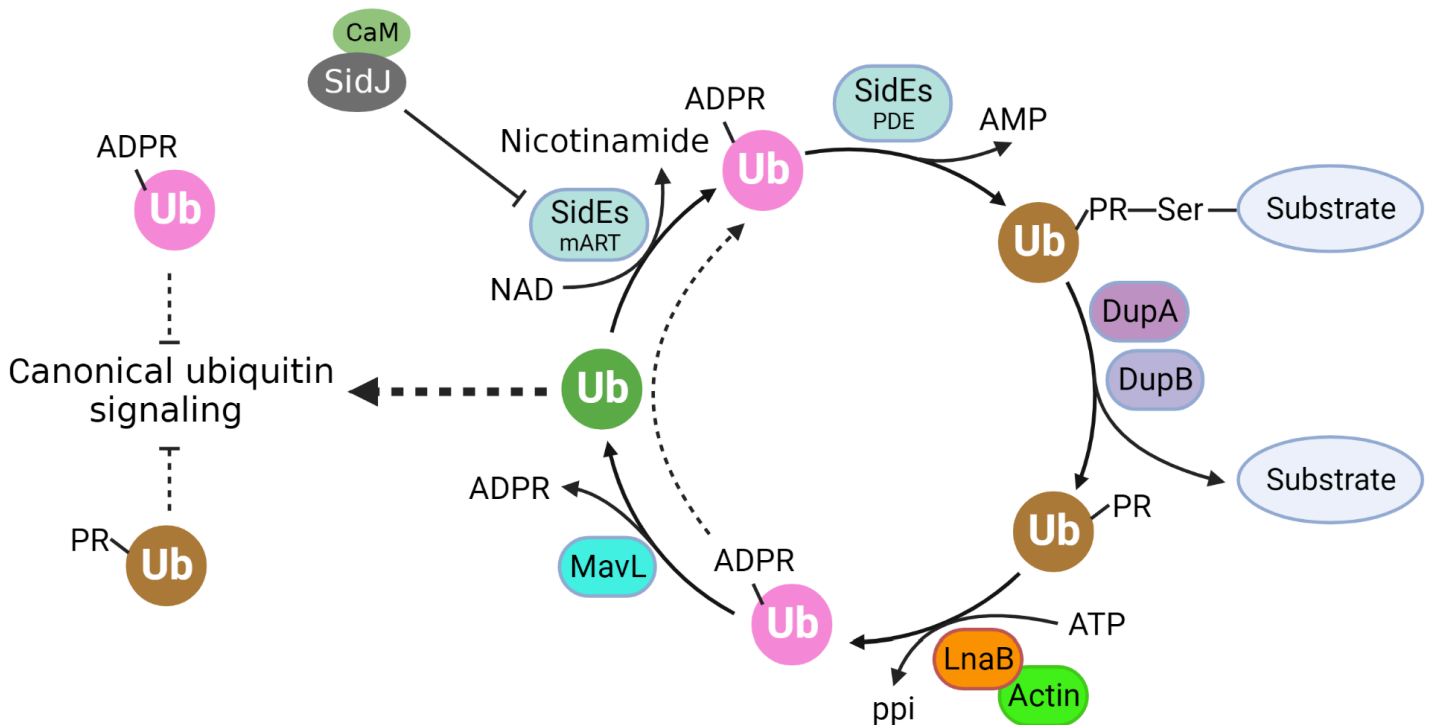 CaM
SidJ
ADPR
Ub
Canonical ubiquitin
signaling
PR
Ub
Nicotinamide
SidEs
mART
NAD
Ub
ADPR
MavL
ADPR
Ub
SidEs
PDE
AMP
Ub
PR
Ser
Substrate
DupA
DupB
Substrate
Ub
PR
ATP
LnaB
Actin
ppi
ADPR
Ub